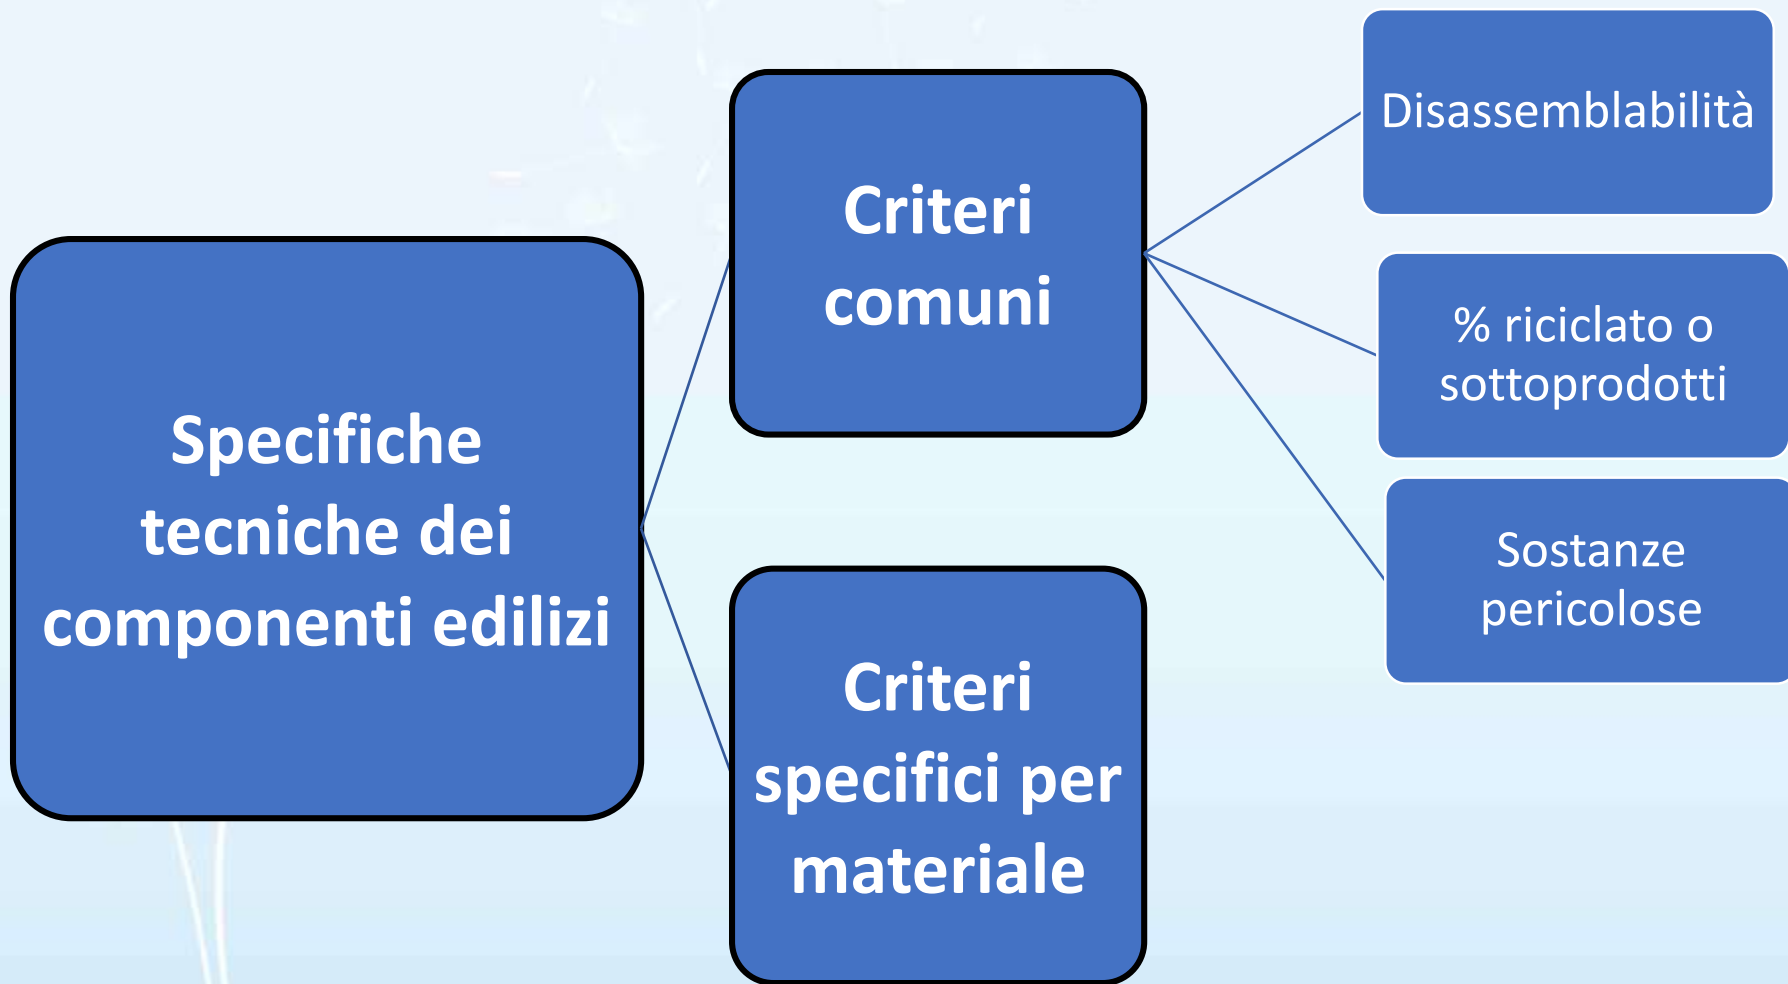 Specifiche
tecniche dei
componenti edilizi
Criteri
comuni
Disassemblabilità
% riciclato o
sottoprodotti
Sostanze
pericolose
Criteri
specifici per
materiale